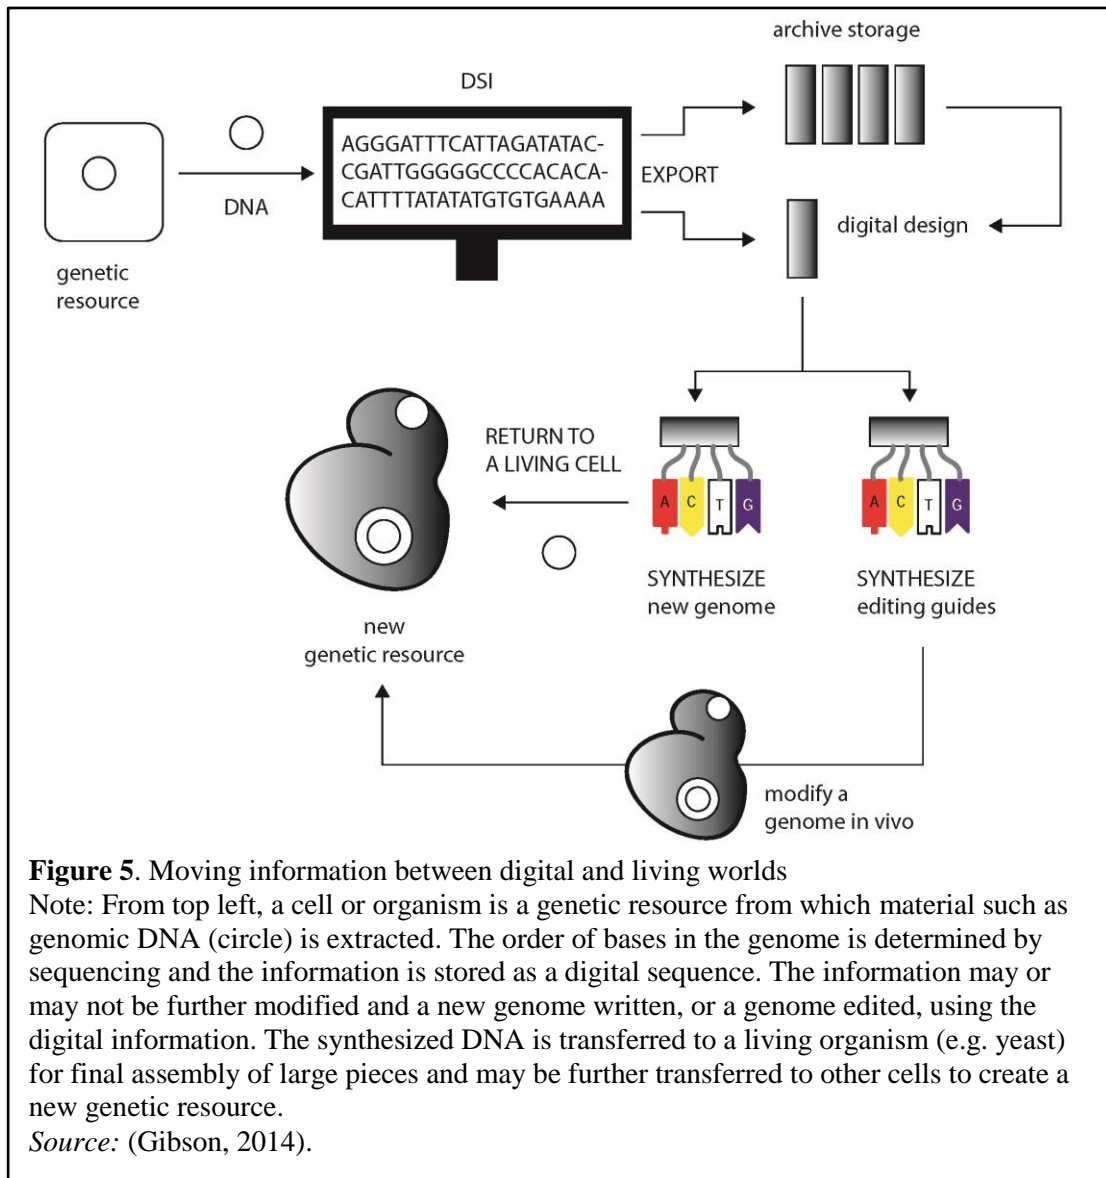 archive storage
DSI
AGGGATTTCATTAGATATAC-
CGATTGGGGGCCCCACACA-
CATTTTATATATGTGTGAAAA
EXPORT
DNA
digital design
genetic
resource
RETURN TO
A LIVING CELL
A C T G
A C T G
SYNTHESIZE
new genome
SYNTHESIZE
editing guides
new
genetic resource
modify a
genome in vivo
Figure 5. Moving information between digital and living worlds
Note: From top left, a cell or organism is a genetic resource from which material such as
genomic DNA (circle) is extracted. The order of bases in the genome is determined by
sequencing and the information is stored as a digital sequence. The information may or
may not be further modified and a new genome written, or a genome edited, using the
digital information. The synthesized DNA is transferred to a living organism (e.g. yeast)
for final assembly of large pieces and may be further transferred to other cells to create a
new genetic resource.
Source: (Gibson, 2014).